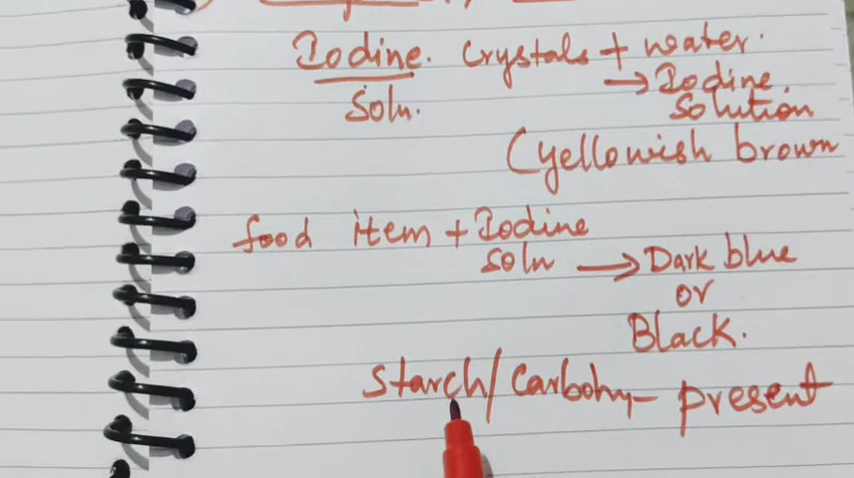 Iodine. Crystals + water.
Soln. → Iodine.
Solution
(yellowish brown
food item + Iodine
Soln → Dark blue
or
Black.
Starch/Carbohy- present